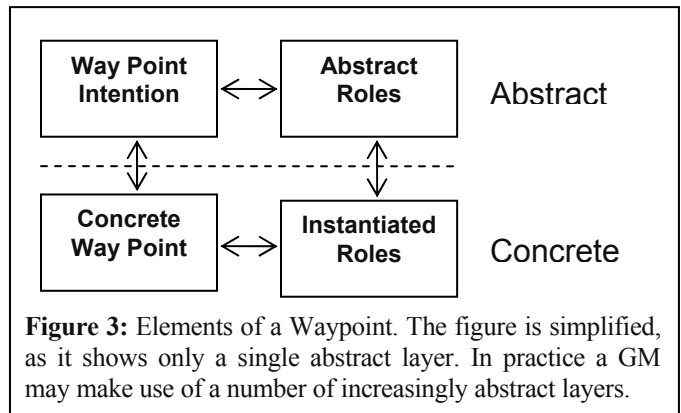 Way Point
Intention
Abstract
Roles
Abstract
Concrete
Way Point
Instantiated
Roles
Concrete
Figure 3: Elements of a Waypoint. The figure is simplified,
as it shows only a single abstract layer. In practice a GM
may make use of a number of increasingly abstract layers.